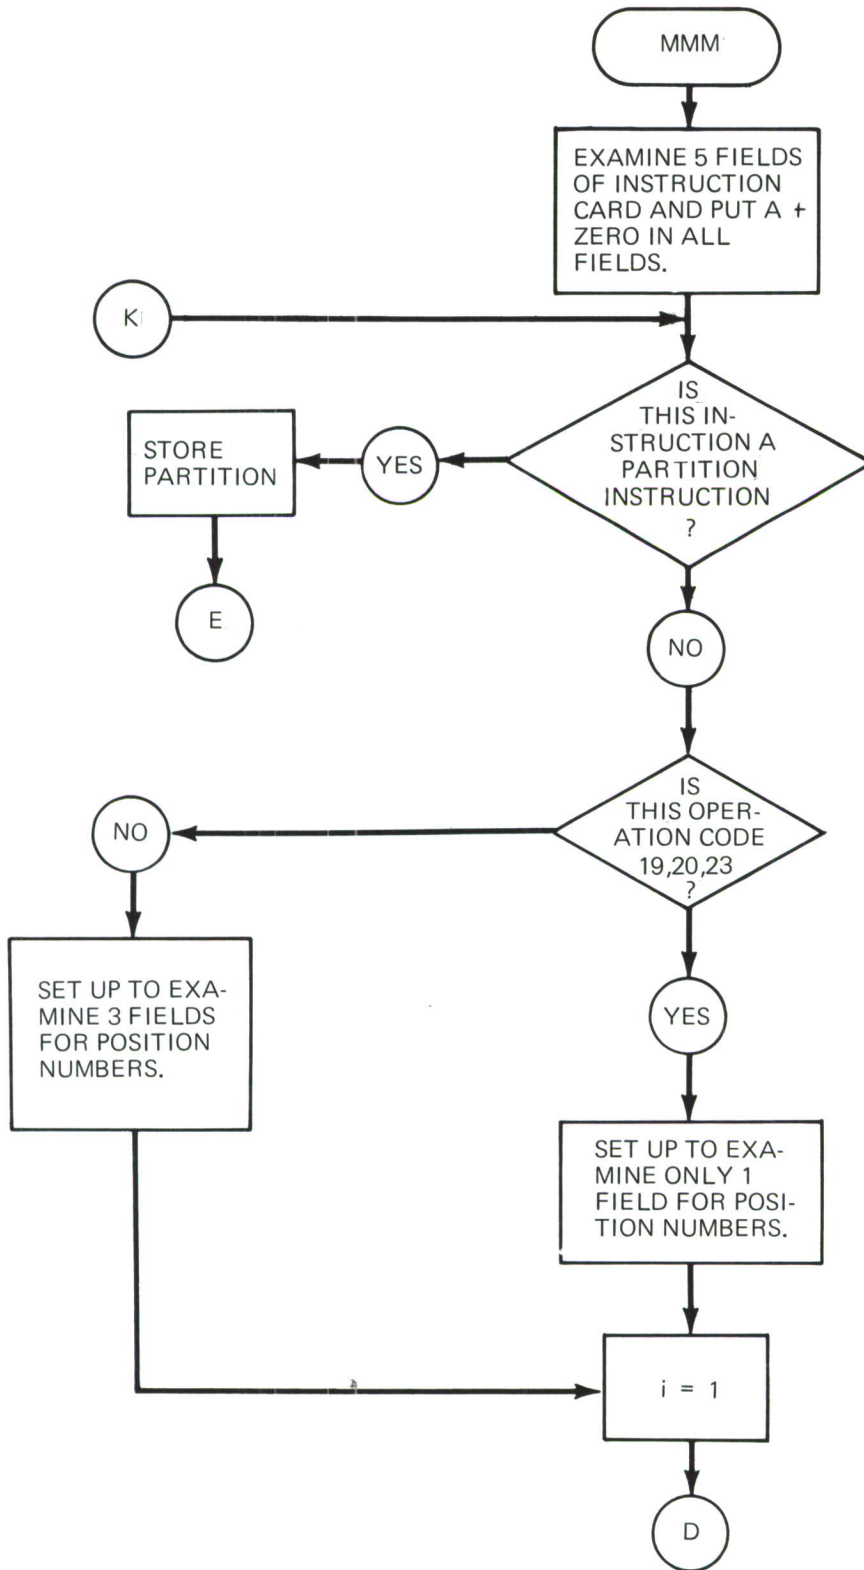 MMM
EXAMINE 5 FIELDS
OF INSTRUCTION
CARD AND PUT A +
ZERO IN ALL
FIELDS.
K
IS
THIS IN-
STRUCTION A
PARTITION
INSTRUCTION
?
YES
STORE
PARTITION
E
NO
IS
THIS OPER-
ATION CODE
19,20,23
?
NO
SET UP TO EXA-
MINE 3 FIELDS
FOR POSITION
NUMBERS.
YES
SET UP TO EXA-
MINE ONLY 1
FIELD FOR POSI-
TION NUMBERS.
i = 1
D